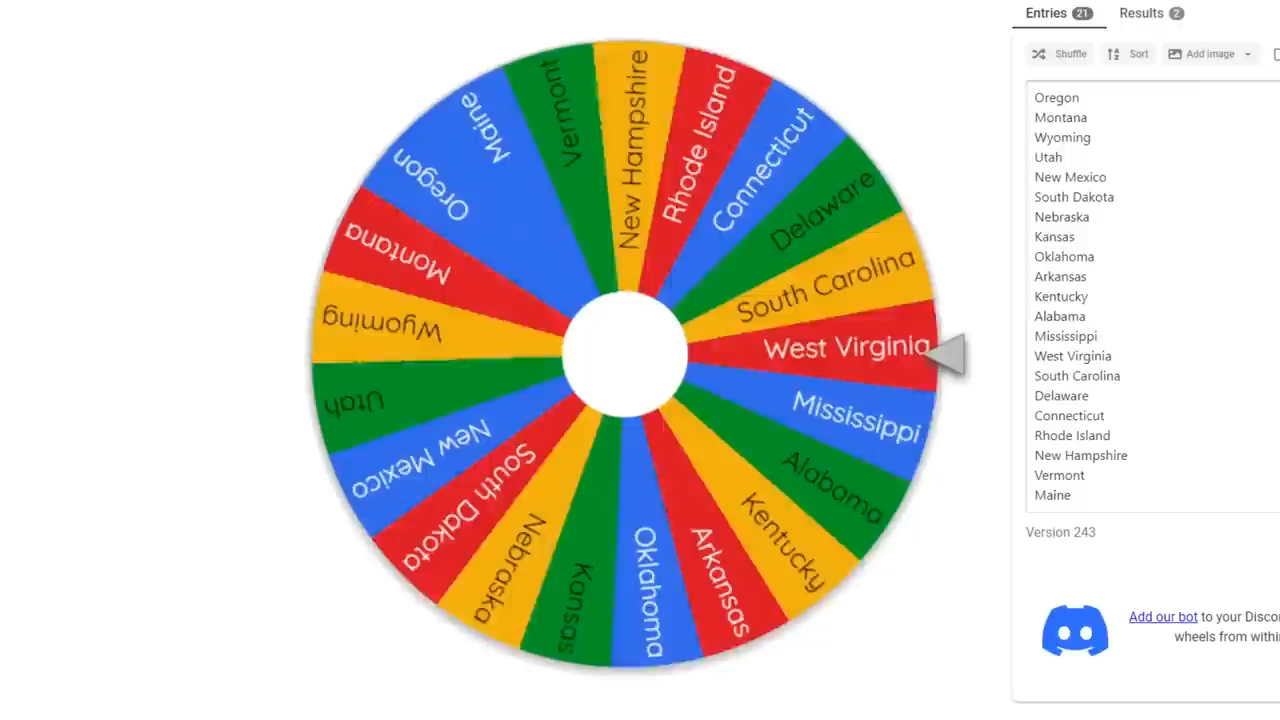 Entries 21 Results 2
Shuffle Sort Add image
Oregon
Montana
Wyoming
Utah
New Mexico
South Dakota
Nebraska
Kansas
Oklahoma
Arkansas
Kentucky
Alabama
Mississippi
West Virginia
South Carolina
Delaware
Connecticut
Rhode Island
New Hampshire
Vermont
Maine
Version 243
Add our bot to your Disco
wheels from withi
Vermont
New Hampshire
Rhode Island
Connecticut
Delaware
South Carolina
West Virginia
Mississippi
Alabama
Kentucky
Arkansas
Oklahoma
Kansas
Nebraska
South Dakota
New Mexico
Utah
Wyoming
Montana
Oregon
Maine